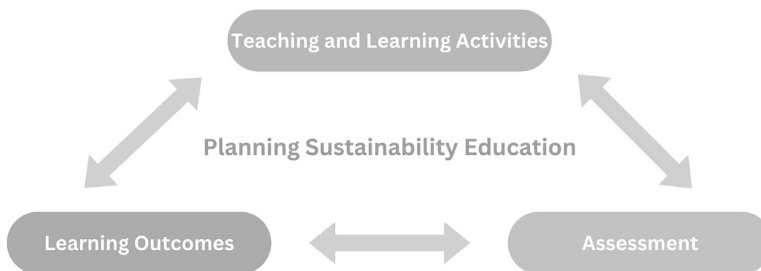 Teaching and Learning Activities
Planning Sustainability Education
Learning Outcomes
Assessment